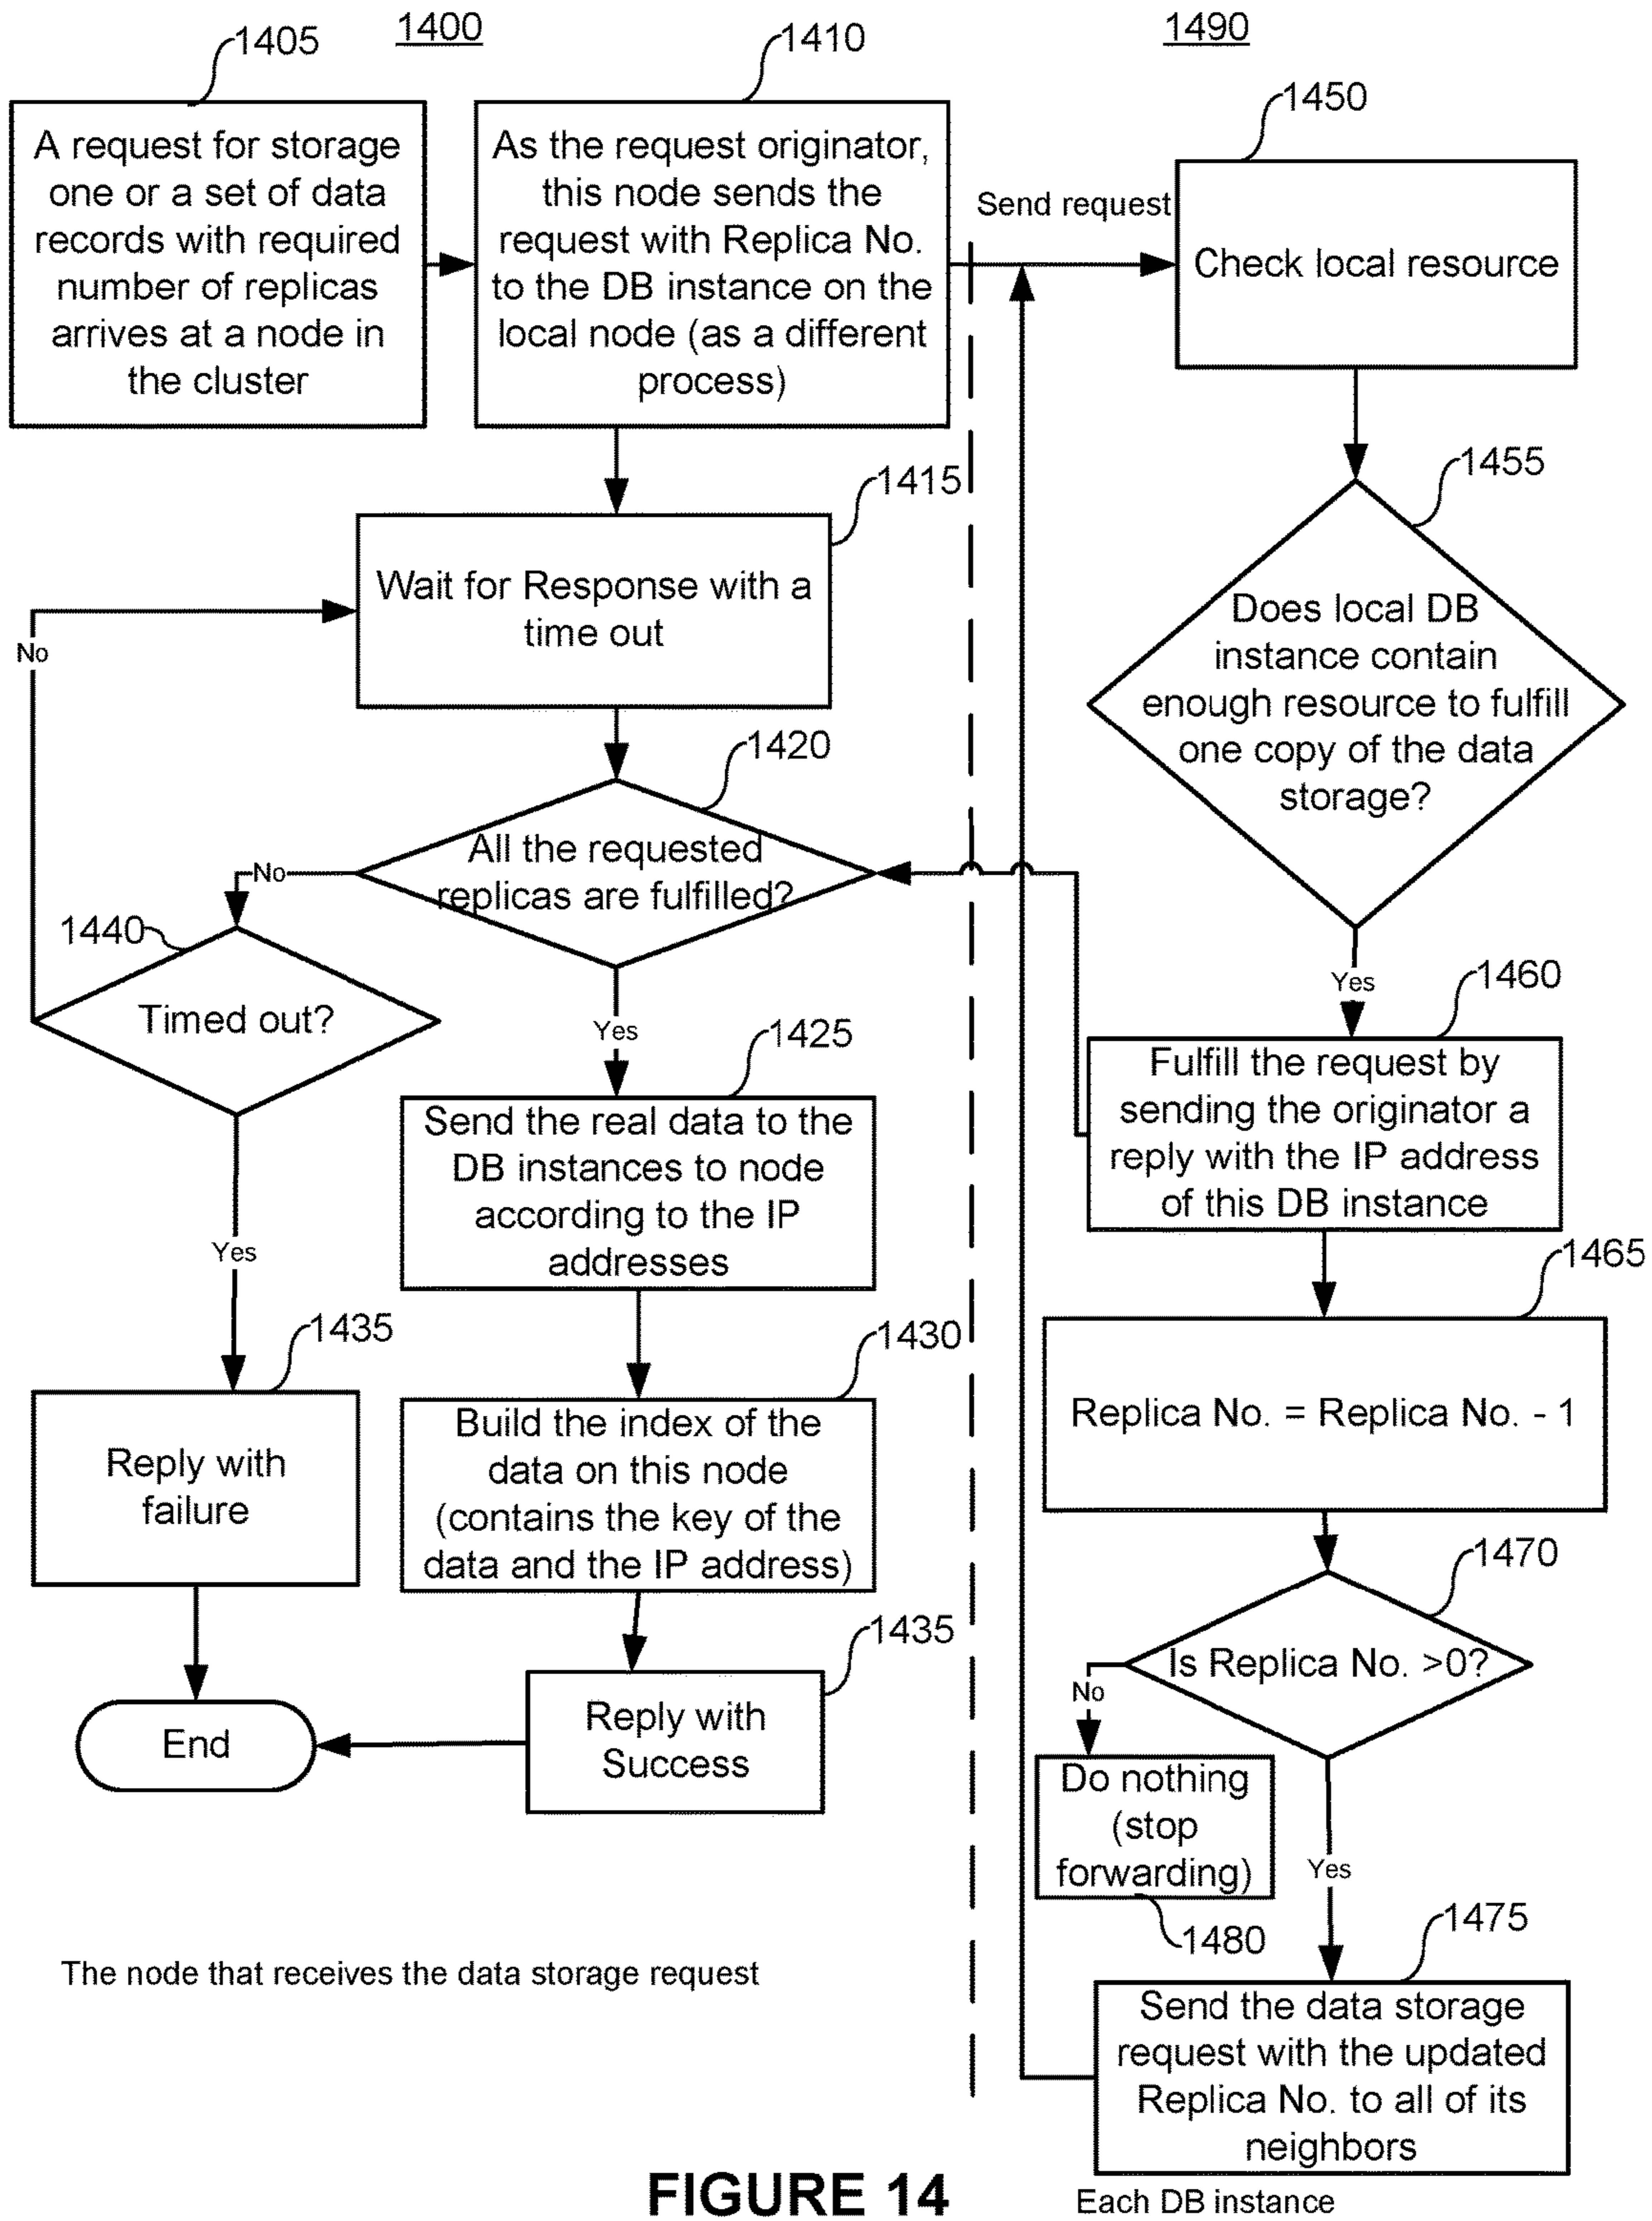 1400
1490
1405
1410
1450
A request for storage
one or a set of data
records with required
number of replicas
arrives at a node in
the cluster
As the request originator,
this node sends the
request with Replica No.
to the DB instance on the
local node (as a different
process)
Send request
Check local resource
1415
Wait for Response with a
time out
No
1455
Does local DB
instance contain
enough resource to fulfill
one copy of the data
storage?
1420
All the requested
replicas are fulfilled?
No
1440
Timed out?
Yes
Yes
Yes
1425
Send the real data to the
DB instances to node
according to the IP
addresses
1460
Fulfill the request by
sending the originator a
reply with the IP address
of this DB instance
1435
Reply with
failure
1430
Build the index of the
data on this node
(contains the key of the
data and the IP address)
1465
Replica No. = Replica No. - 1
1470
Is Replica No. >0?
No
Yes
1435
Reply with
Success
End
Do nothing
(stop
forwarding)
1480
1475
Send the data storage
request with the updated
Replica No. to all of its
neighbors
The node that receives the data storage request
FIGURE 14
Each DB instance